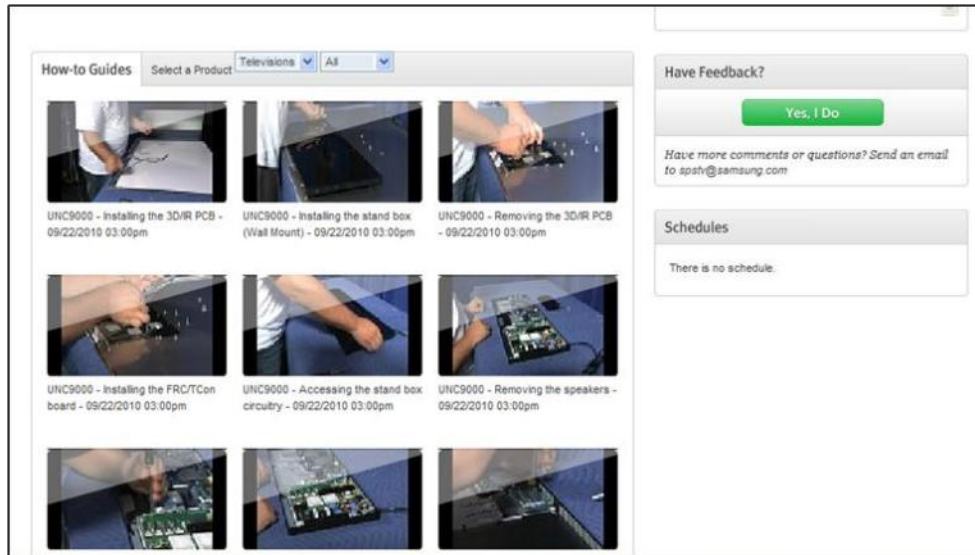 How-to Guides
Select a Product
Televisions
All
UNC9000 - Installing the 3D/IR PCB -
09/22/2010 03:00pm
UNC9000 - Installing the stand box
(Wall Mount) - 09/22/2010 03:00pm
UNC9000 - Removing the 3D/IR PCB
- 09/22/2010 03:00pm
UNC9000 - Installing the FRC/TCon
board - 09/22/2010 03:00pm
UNC9000 - Accessing the stand box
circuitry - 09/22/2010 03:00pm
UNC9000 - Removing the speakers -
09/22/2010 03:00pm
Have Feedback?
Yes, I Do
Have more comments or questions? Send an email
to spstv@samsung.com
Schedules
There is no schedule.